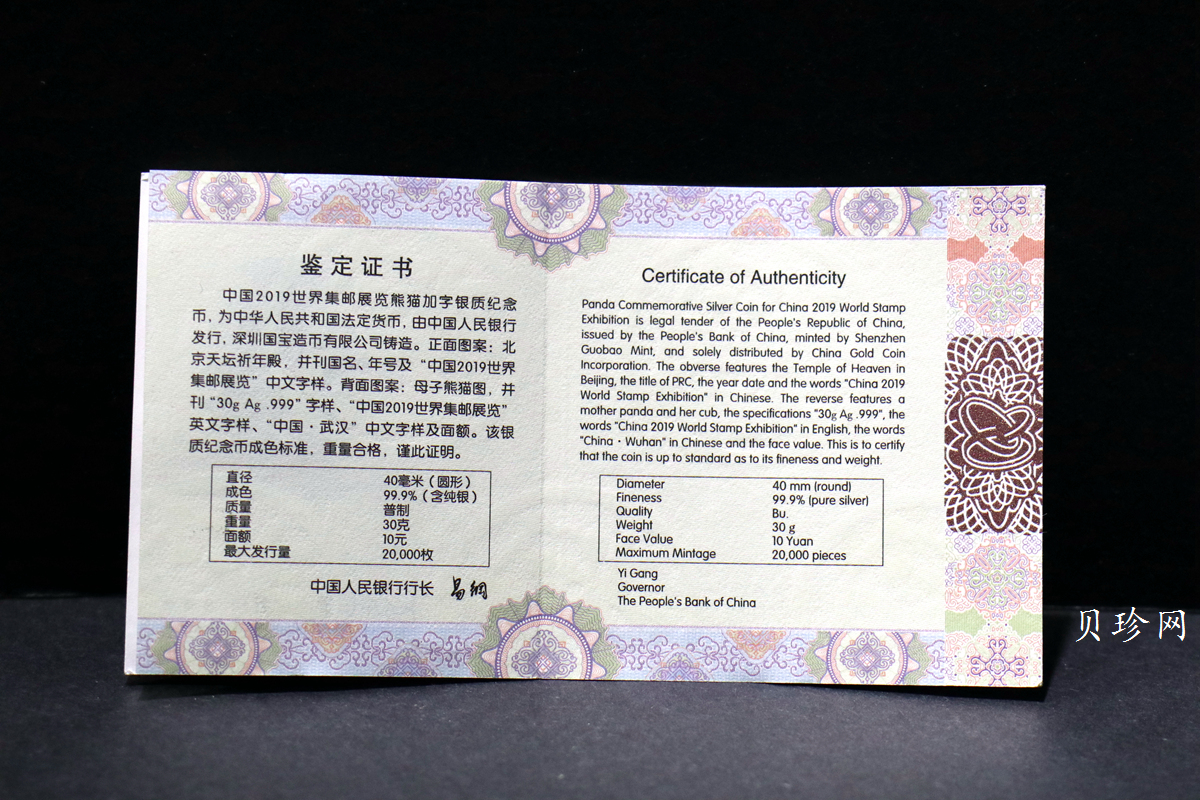 鉴定证书
中国2019世界集邮展览熊猫加字银质纪念
币，为中华人民共和国法定货币，由中国人民银行
发行，深圳国宝造币有限公司铸造。正面图案：北
京天坛祈年殿，并刊国名、年号及“中国2019世界
集邮展览”中文字样。背面图案：母子熊猫图，并
刊“30g Ag .999”字样、“中国2019世界集邮展览”
英文字样、“中国·武汉”中文字样及面额。该银
质纪念币成色标准，重量合格，谨此证明。
直径 40毫米（圆形）
成色 99.9%（含纯银）
质量 普制
重量 30克
面额 10元
最大发行量 20,000枚
中国人民银行行长 易纲
Certificate of Authenticity
Panda Commemorative Silver Coin for China 2019 World Stamp
Exhibition is legal tender of the People's Republic of China,
issued by the People's Bank of China, minted by Shenzhen
Guobao Mint, and solely distributed by China Gold Coin
Incorporation. The obverse features the Temple of Heaven in
Beijing, the title of PRC, the year date and the words "China 2019
World Stamp Exhibition" in Chinese. The reverse features a
mother panda and her cub, the specifications "30g Ag .999", the
words "China 2019 World Stamp Exhibition" in English, the words
"China · Wuhan" in Chinese and the face value. This is to certify
that the coin is up to standard as to its fineness and weight.
Diameter 40 mm (round)
Fineness 99.9% (pure silver)
Quality Bu.
Weight 30 g
Face Value 10 Yuan
Maximum Mintage 20,000 pieces
Yi Gang
Governor
The People's Bank of China
贝珍网